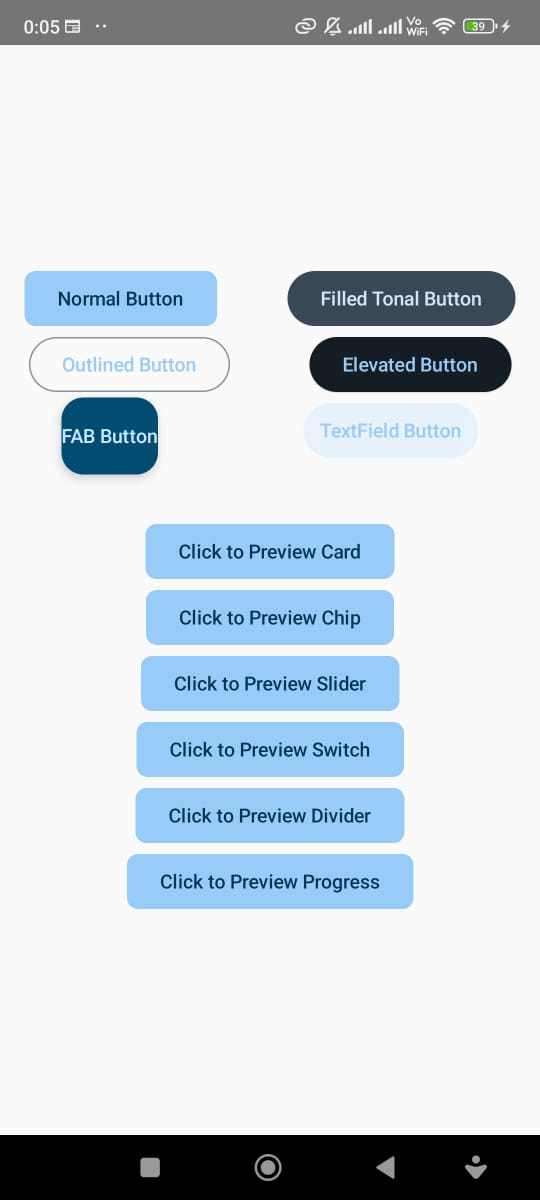 0:05
Vo
WiFi
39
Normal Button
Filled Tonal Button
Outlined Button
Elevated Button
FAB Button
TextField Button
Click to Preview Card
Click to Preview Chip
Click to Preview Slider
Click to Preview Switch
Click to Preview Divider
Click to Preview Progress